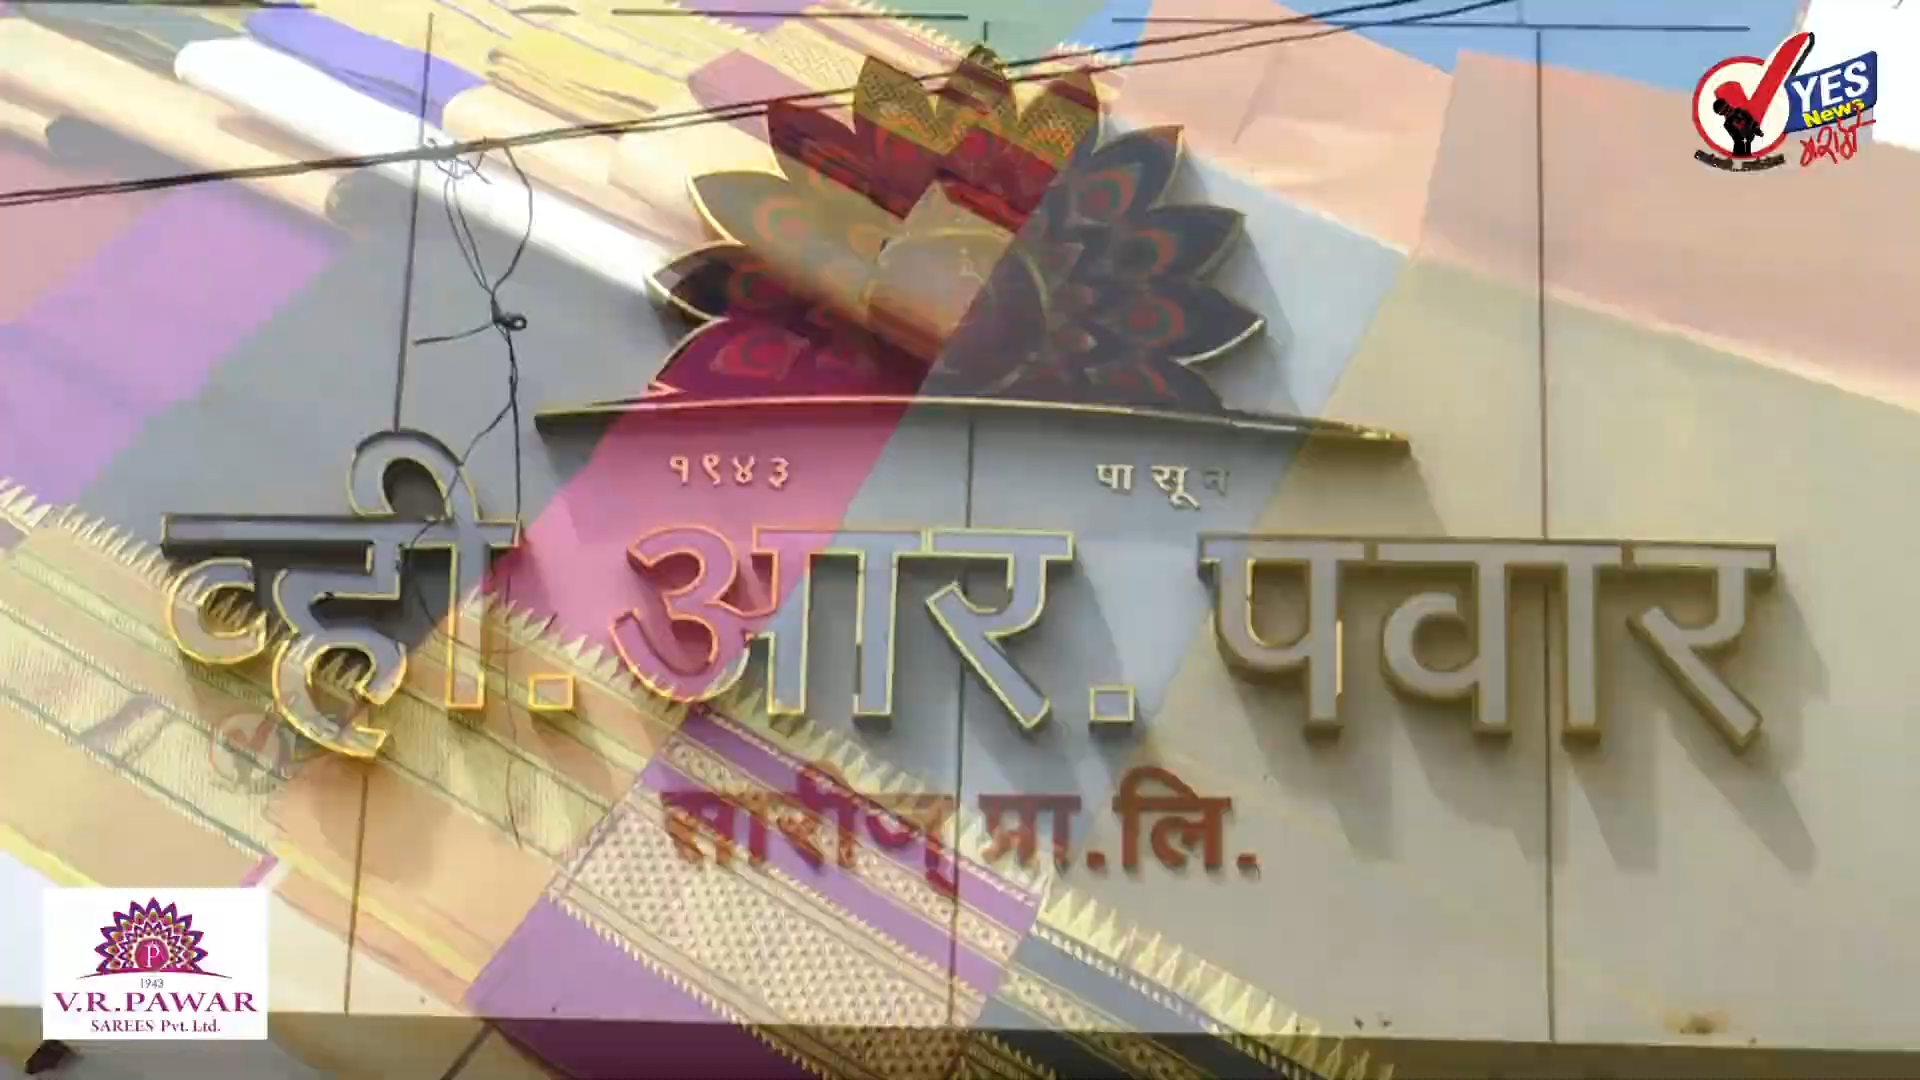 YES
News
मराठी
१९४३ पासून
व्ही. आर. पवार
सारीज् प्रा.लि.
P
1943
V.R.PAWAR
SAREES Pvt. Ltd.